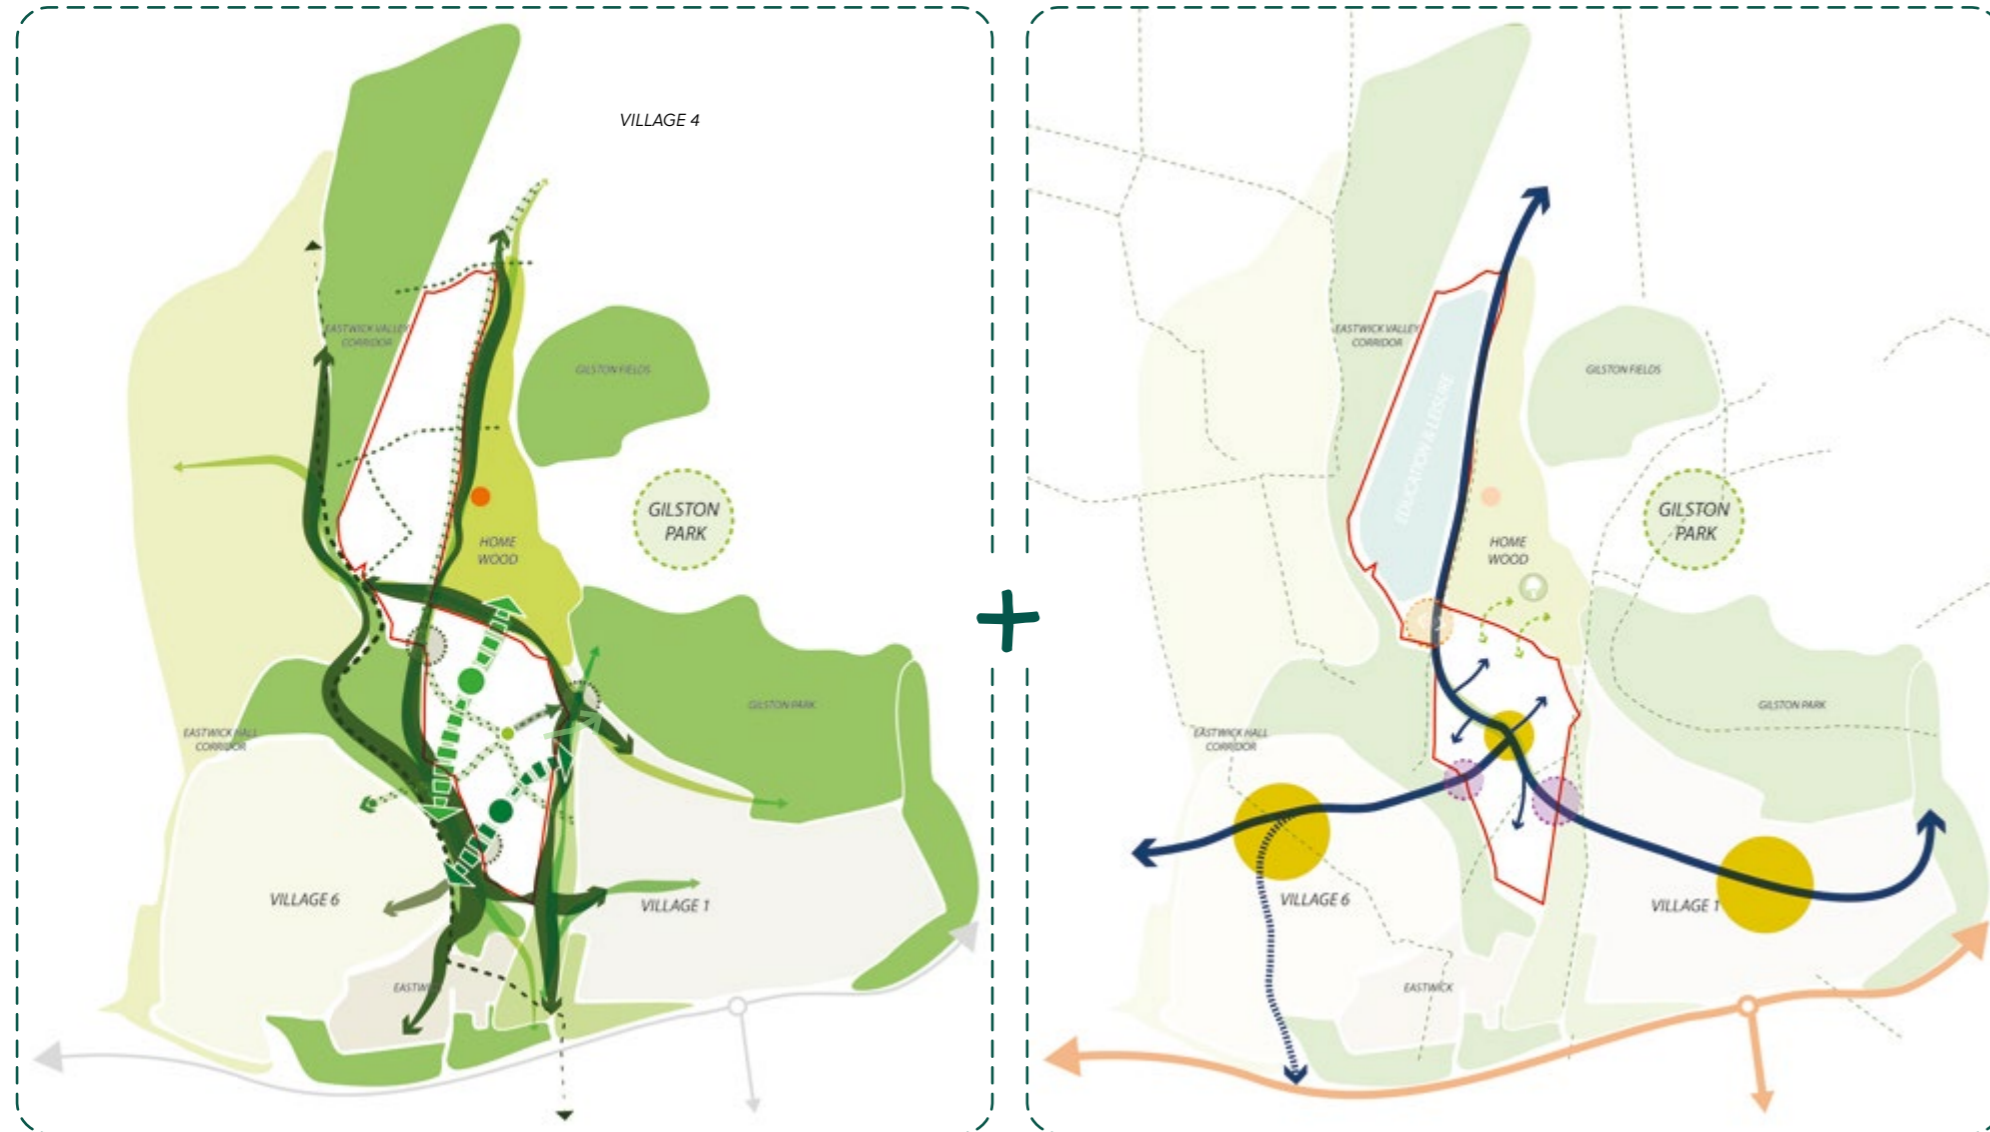 VILLAGE 4
EASTWICK VALLEY
CORRIDOR
GILSTON FIELDS
GILSTON
PARK
HOME
WOOD
GILSTON PARK
EASTWICK HALL
CORRIDOR
VILLAGE 6
VILLAGE 1
EASTWICK
+
EASTWICK VALLEY
CORRIDOR
GILSTON FIELDS
EDUCATION & LEISURE
GILSTON
PARK
HOME
WOOD
GILSTON PARK
EASTWICK HALL
CORRIDOR
VILLAGE 6
VILLAGE 1
EASTWICK